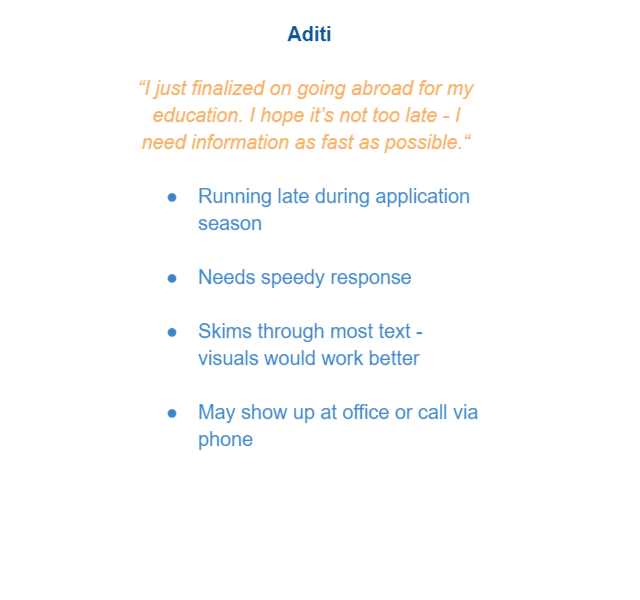 Aditi
“I just finalized on going abroad for my
education. I hope it’s not too late - I
need information as fast as possible.“
● Running late during application
season
● Needs speedy response
● Skims through most text -
visuals would work better
● May show up at office or call via
phone